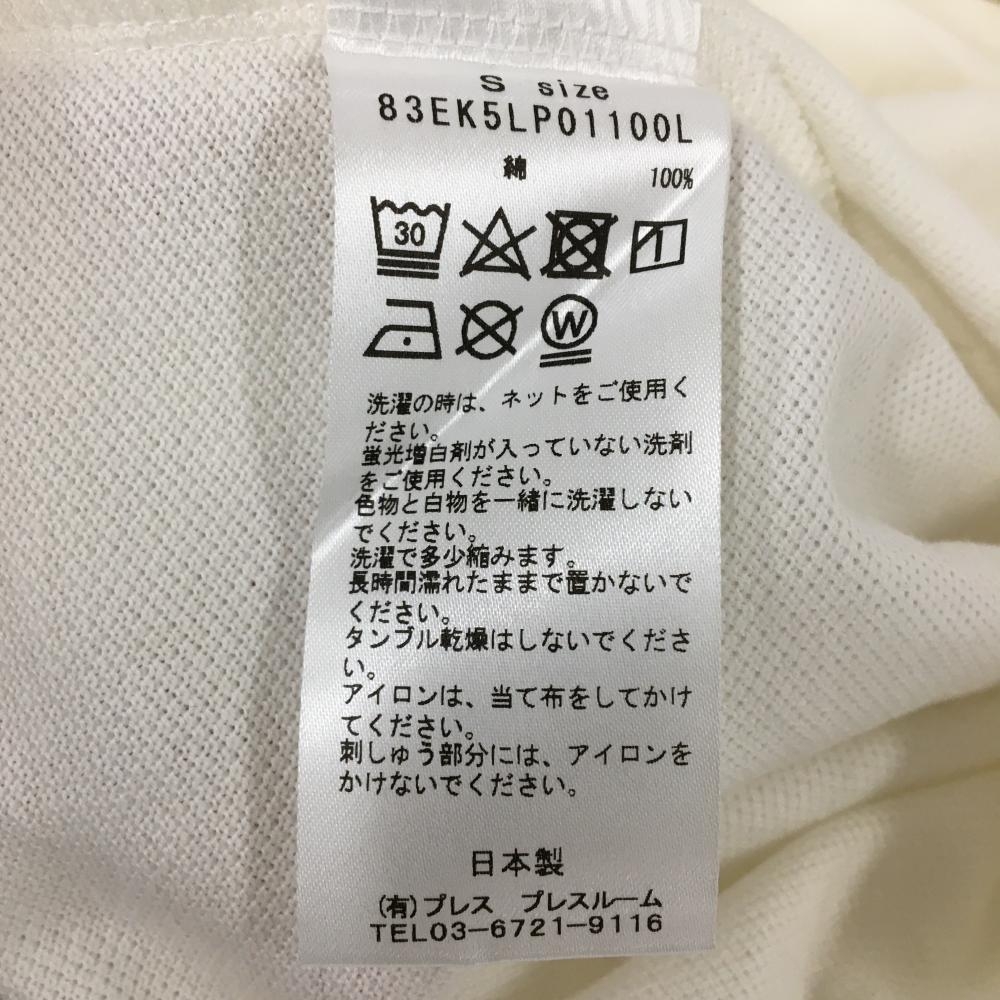 S size
83EK5LP01100L
綿 100%
30
W
洗濯の時は、ネットをご使用く
ださい。
蛍光増白剤が入っていない洗剤
をご使用ください。
色物と白物を一緒に洗濯しない
でください。
洗濯で多少縮みます。
長時間濡れたままで置かないで
ください。
タンブル乾燥はしないでくださ
い。
アイロンは、当て布をしてかけ
てください。
刺しゅう部分には、アイロンを
かけないでください。
日本製
(有)プレス プレスルーム
TEL03-6721-9116